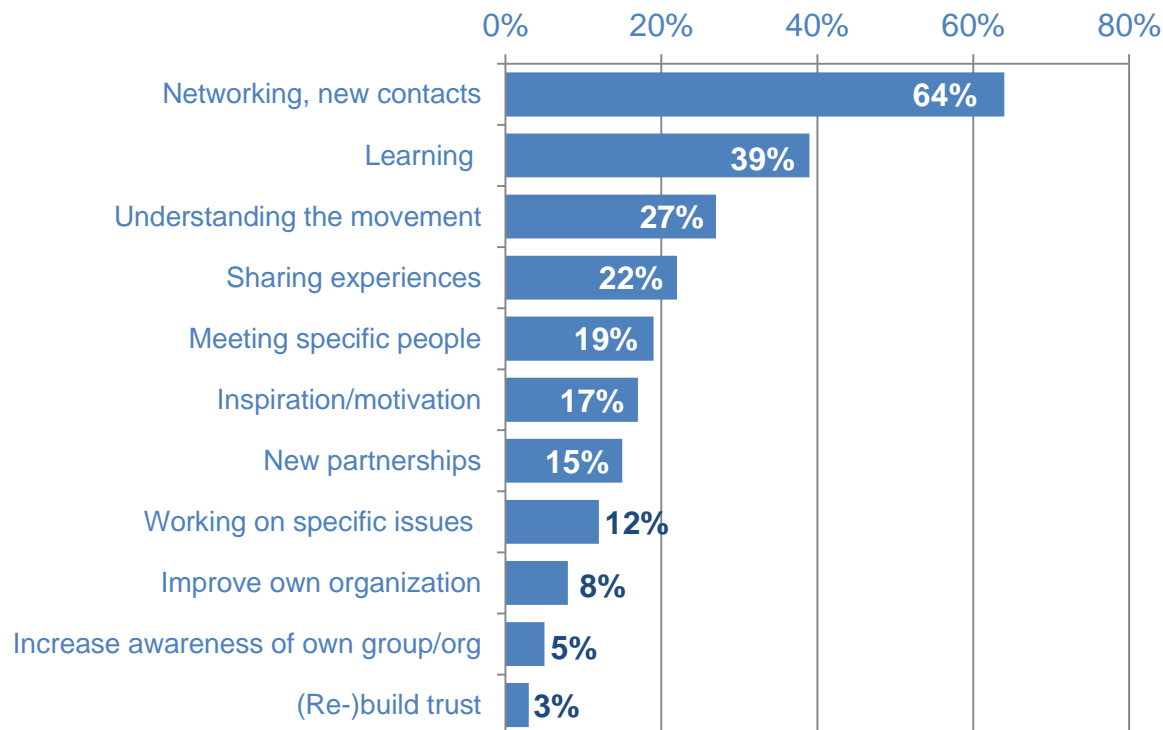 0% 20% 40% 60% 80%
Networking, new contacts 64%
Learning 39%
Understanding the movement 27%
Sharing experiences 22%
Meeting specific people 19%
Inspiration/motivation 17%
New partnerships 15%
Working on specific issues 12%
Improve own organization 8%
Increase awareness of own group/org 5%
(Re-)build trust 3%